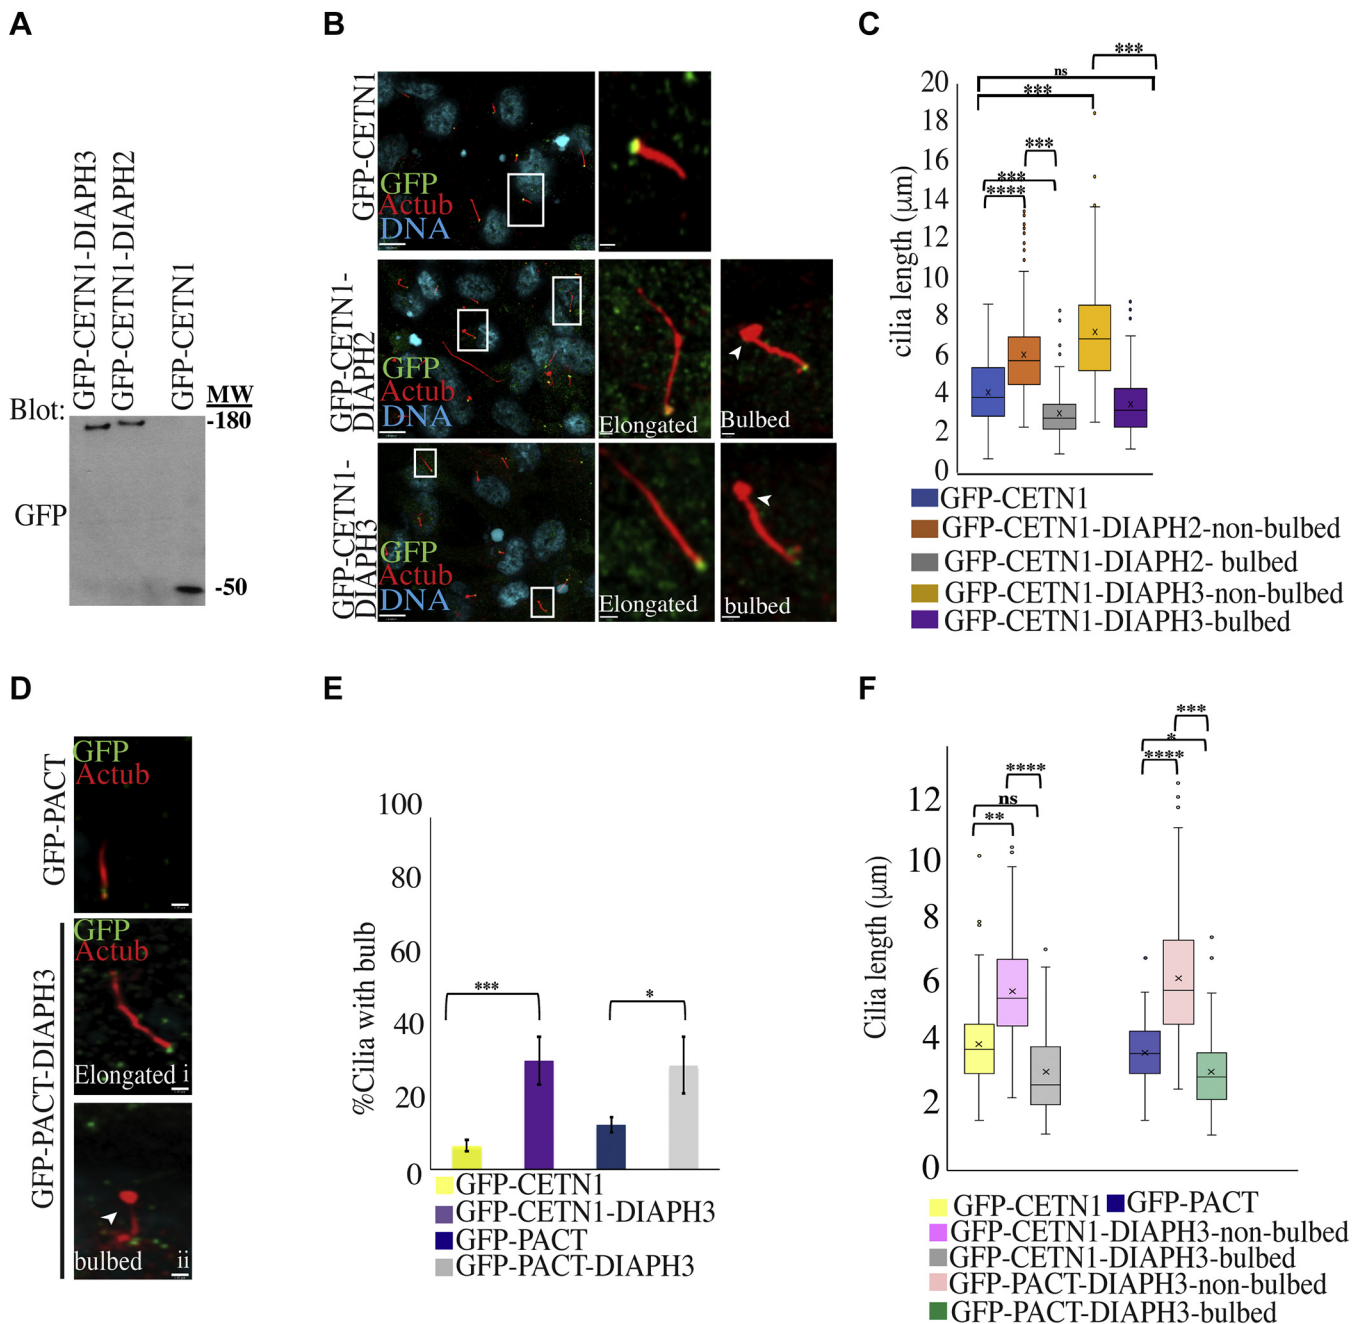 A
GFP-CETN1-DIAPH3
GFP-CETN1-DIAPH2
GFP-CETN1
MW
Blot:
-180
GFP
-50
B
GFP-CETN1
GFP
Actub
DNA
GFP-CETN1-
DIAPH2
GFP
Actub
DNA
Elongated
Bulbed
GFP-CETN1-
DIAPH3
GFP
Actub
DNA
Elongated
bulbed
C
***
ns
***
***
***
****
cilia length (μm)
20
18
16
14
12
10
8
6
4
2
0
GFP-CETN1
GFP-CETN1-DIAPH2-non-bulbed
GFP-CETN1-DIAPH2- bulbed
GFP-CETN1-DIAPH3-non-bulbed
GFP-CETN1-DIAPH3-bulbed
D
GFP-PACT
GFP
Actub
GFP-PACT-DIAPH3
GFP
Actub
Elongated i
bulbed ii
E
%Cilia with bulb
100
80
60
40
20
0
***
*
GFP-CETN1
GFP-CETN1-DIAPH3
GFP-PACT
GFP-PACT-DIAPH3
F
***
*
****
****
ns
**
Cilia length (μm)
12
10
8
6
4
2
0
GFP-CETN1 GFP-PACT
GFP-CETN1-DIAPH3-non-bulbed
GFP-CETN1-DIAPH3-bulbed
GFP-PACT-DIAPH3-non-bulbed
GFP-PACT-DIAPH3-bulbed